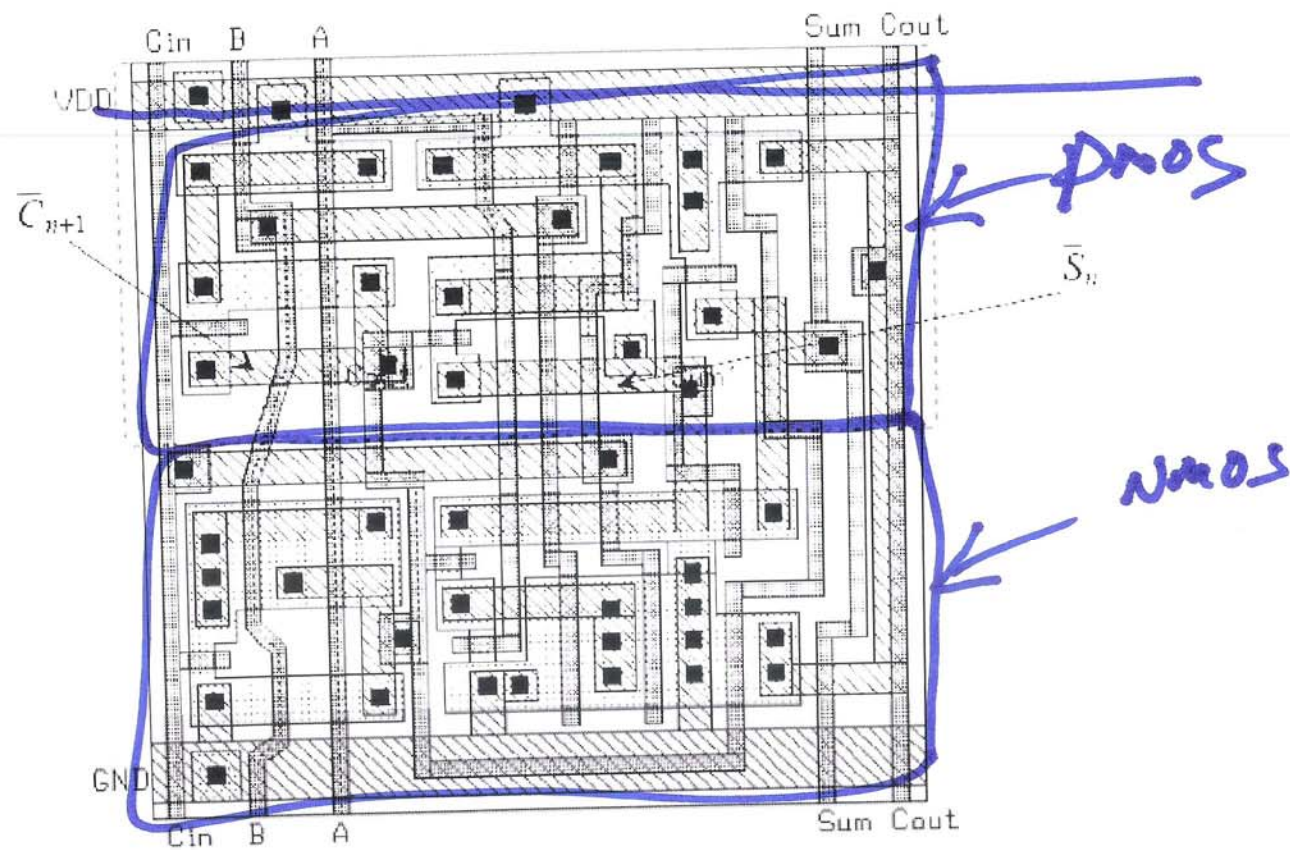 Cin B A Sum Cout
VDD
PMOS
C̅n+1
S̅n
NMOS
GND
Cin B A Sum Cout